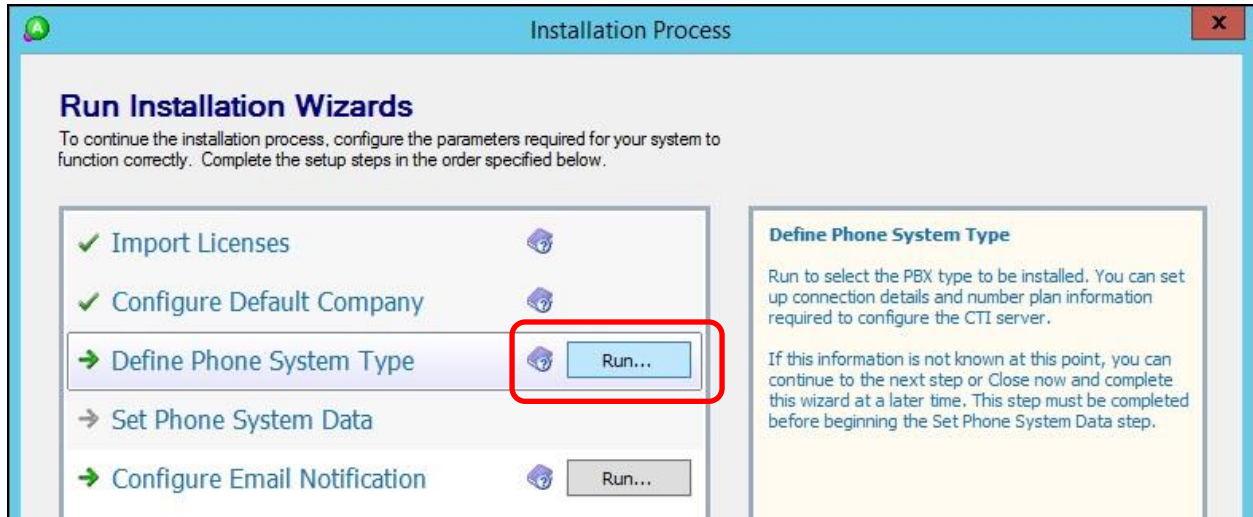 Installation Process
x
Run Installation Wizards
To continue the installation process, configure the parameters required for your system to
function correctly. Complete the setup steps in the order specified below.
Import Licenses
Configure Default Company
Define Phone System Type
Run...
Set Phone System Data
Configure Email Notification
Run...
Define Phone System Type
Run to select the PBX type to be installed. You can set
up connection details and number plan information
required to configure the CTI server.
If this information is not known at this point, you can
continue to the next step or Close now and complete
this wizard at a later time. This step must be completed
before beginning the Set Phone System Data step.